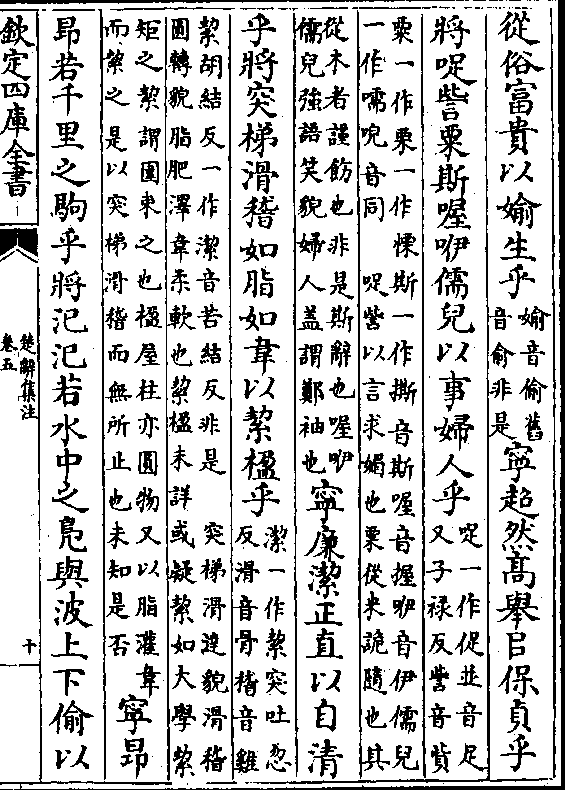 從俗富貴以媮生乎
媮音偷舊
音俞非是
寧超然髙舉㠯保貞乎
將哫訾粟斯喔咿儒兒以事婦人乎
哫一作促並音足
又子禄反訾音貲
粟一作栗一作慄斯一作撕音斯喔音握咿音伊儒兒
一作嚅唲音同 哫訾以言求媚也粟從米詭隨也其
從木者謹飭也非是斯辭也喔咿
儒兒強語笑貌婦人蓋謂鄭袖也
寧廉潔正直以自清
乎將突梯滑稽如脂如韋以絜楹乎
潔一作絜突吐忽
反滑音骨稽音雞
絜胡結反一作潔音苦結反非是 突梯滑澾貌滑稽
圓轉貌脂肥澤韋柔軟也絜楹未詳或疑絜如大學絜
矩之絜謂圍束之也楹屋柱亦圓物又以脂灌韋
而絜之是以突梯滑稽而無所止也未知是否
寧昂
昂若千里之駒乎將氾氾若水中之鳧與波上下偷以
欽定四庫全書
楚辭集注
卷五
十